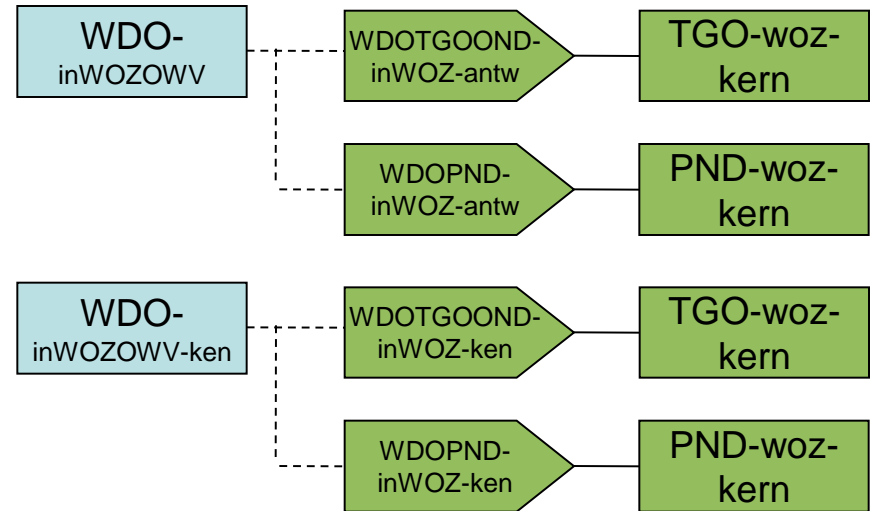 WDO-
inWOZOWV
WDOTGOOND-
inWOZ-antw
TGO-woz-
kern
WDOPND-
inWOZ-antw
PND-woz-
kern
WDO-
inWOZOWV-ken
WDOTGOOND-
inWOZ-ken
TGO-woz-
kern
WDOPND-
inWOZ-ken
PND-woz-
kern